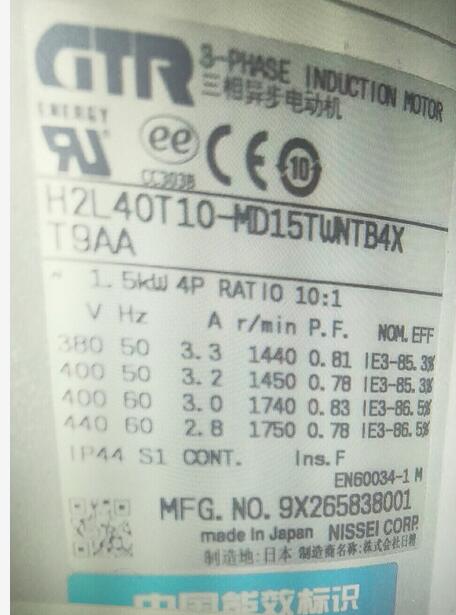 GTR
3-PHASE INDUCTION MOTOR
三相异步电动机
ENERGY
ee
CC303B
CE
10
H2L40T10-MD15TWNTB4X
T9AA
~ 1.5kW 4P RATIO 10:1
V Hz A r/min P.F. NOM.EFF
380 50 3.3 1440 0.81 IE3-85.3%
400 50 3.2 1450 0.78 IE3-85.3%
400 60 3.0 1740 0.83 IE3-86.5%
440 60 2.8 1750 0.78 IE3-86.5%
IP44 S1 CONT. Ins.F
EN60034-1 M
MFG.NO.9X265838001
made in Japan NISSEI CORP.
制造地:日本 制造商名称:株式会社日精
中国能效标识